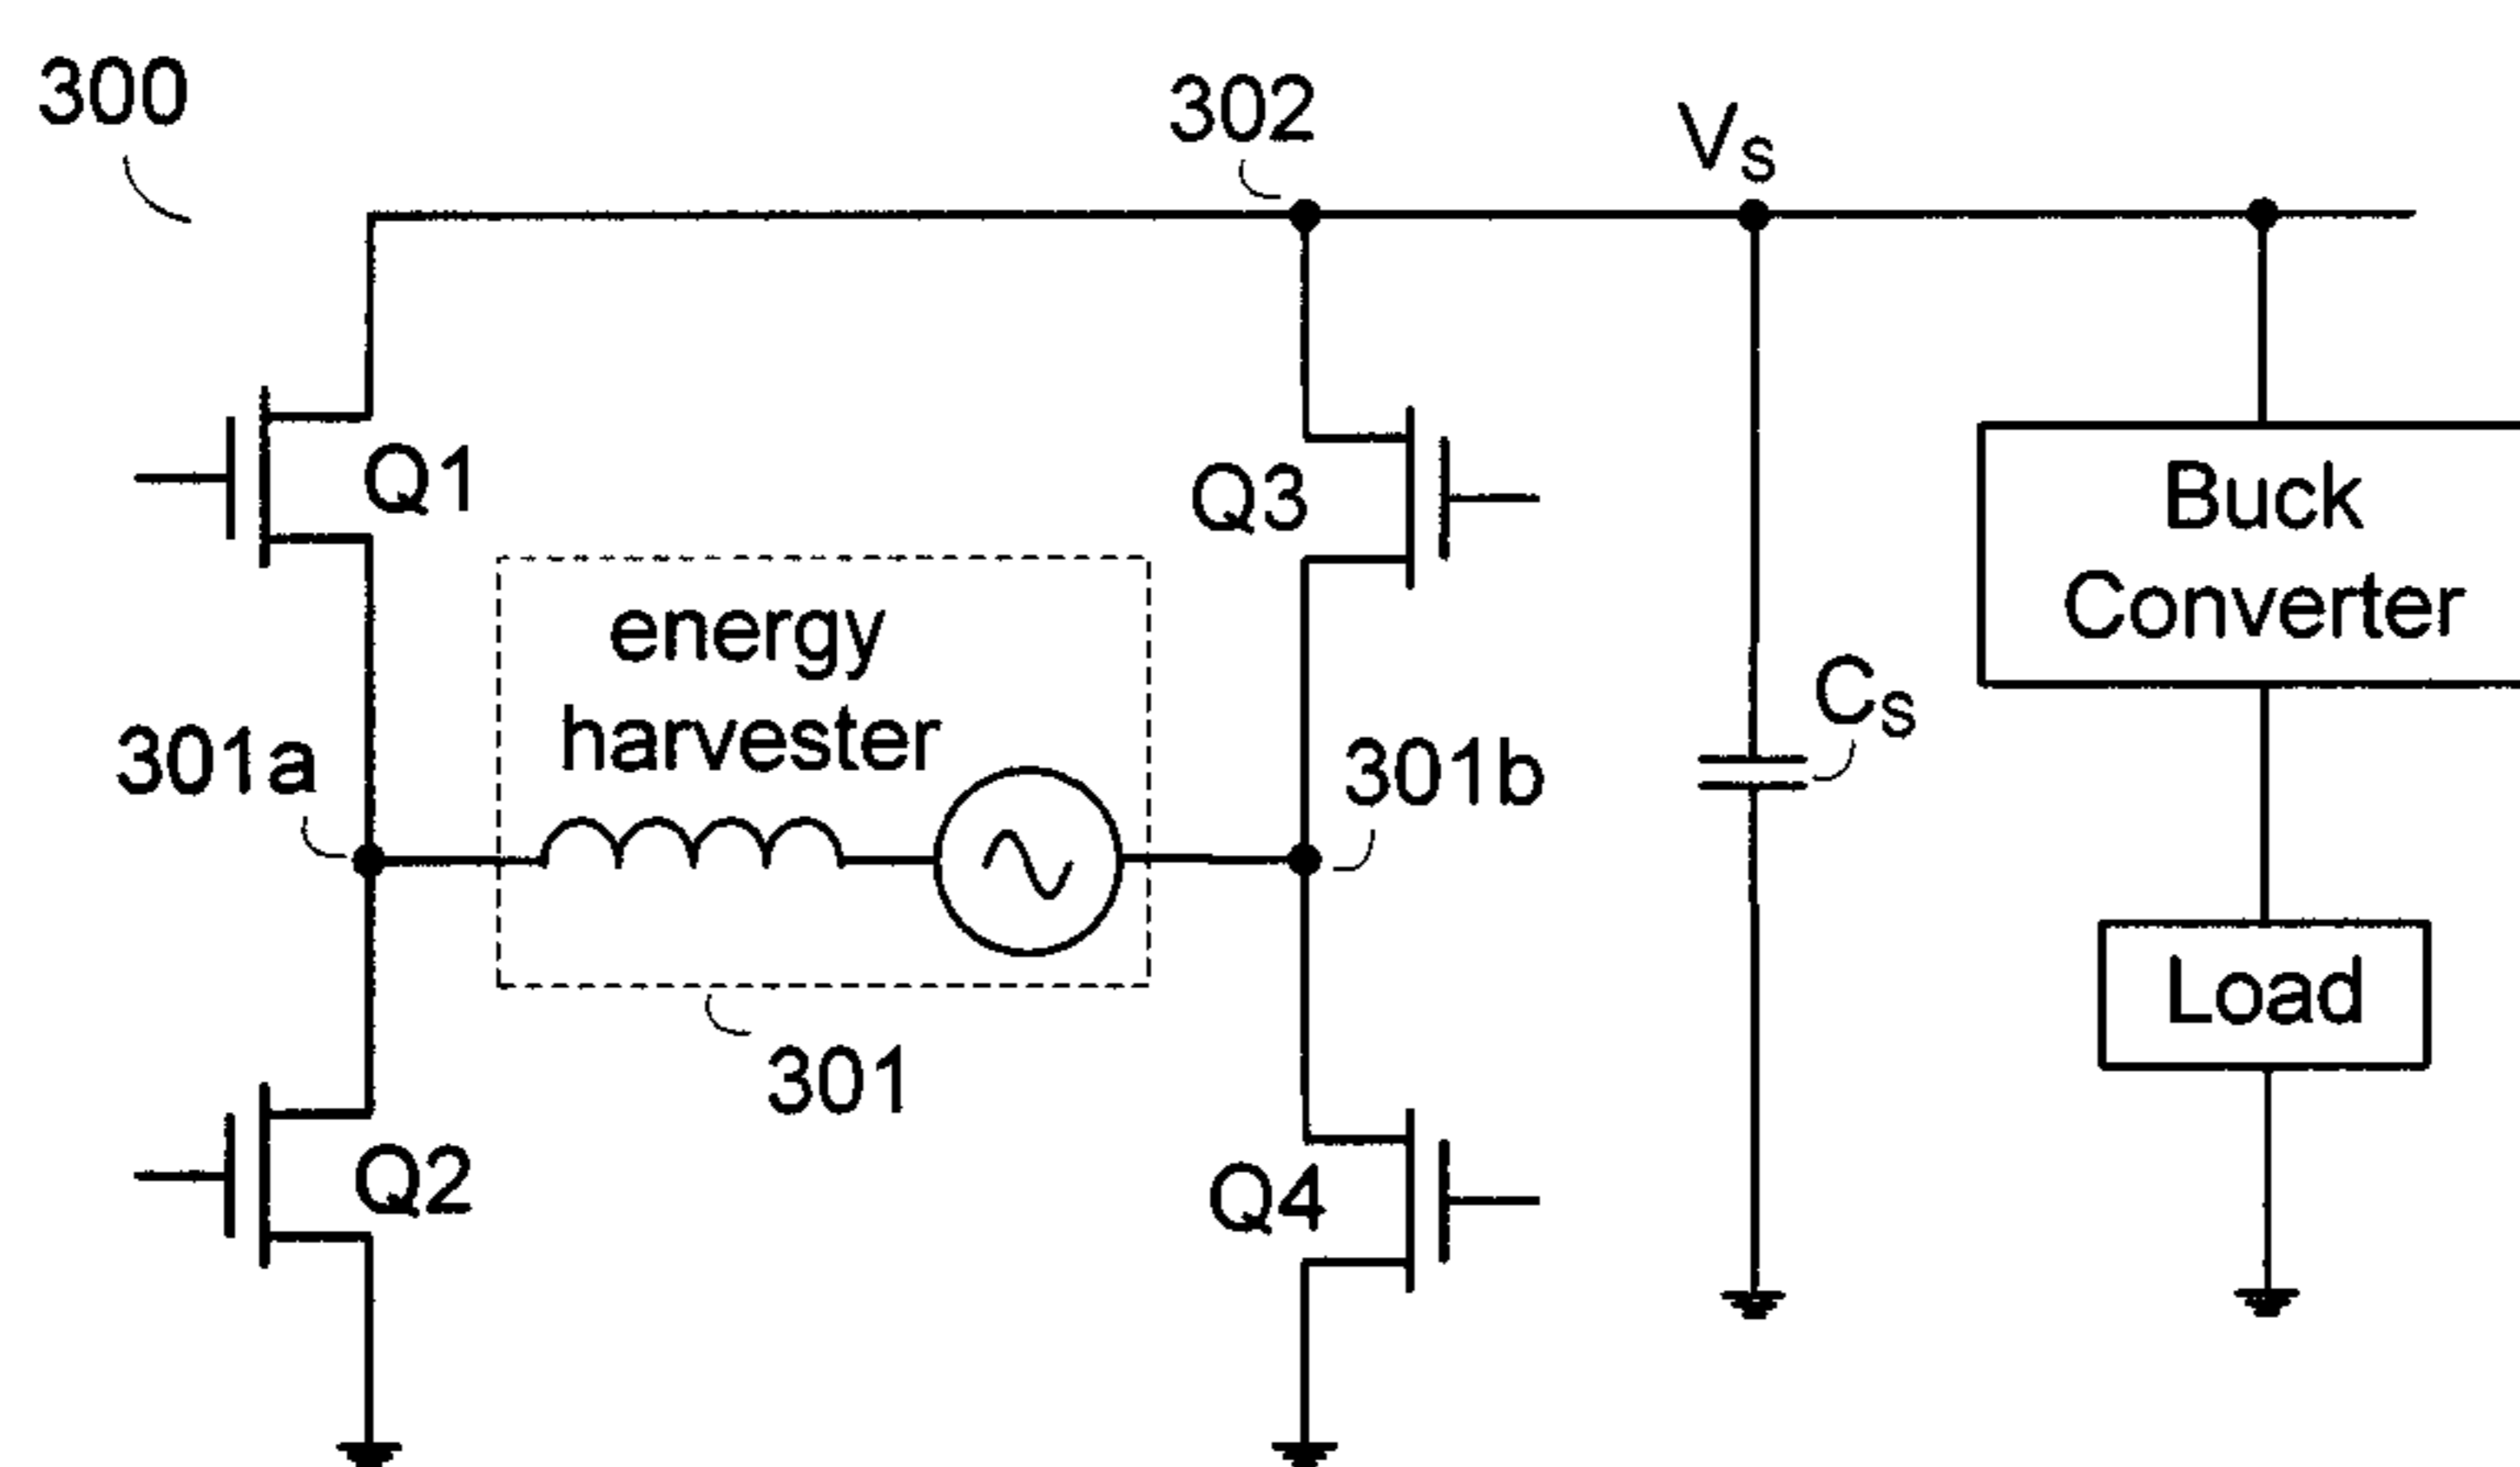 300
302
Vs
Q1
Q3
Buck
Converter
energy
harvester
301a
301b
Cs
301
Load
Q2
Q4